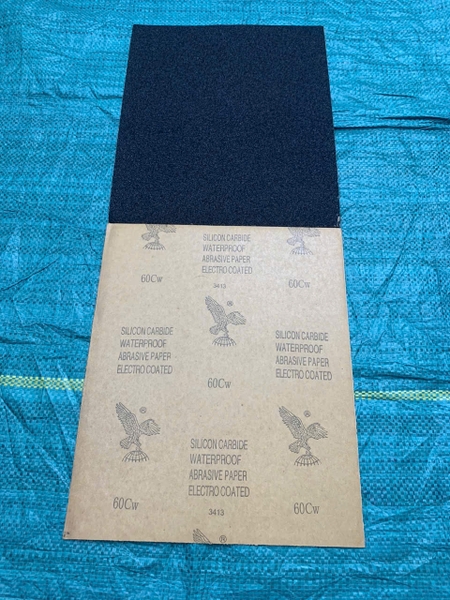 SILICON CARBIDE
WATERPROOF
ABRASIVE PAPER
ELECTRO COATED
60Cw
3413
60Cw
®
SILICON CARBIDE
WATERPROOF
ABRASIVE PAPER
ELECTRO COATED
SILICON CARBIDE
WATERPROOF
ABRASIVE PAPER
ELECTRO COATED
60Cw
®
®
SILICON CARBIDE
WATERPROOF
ABRASIVE PAPER
ELECTRO COATED
60Cw
3413
60Cw
®